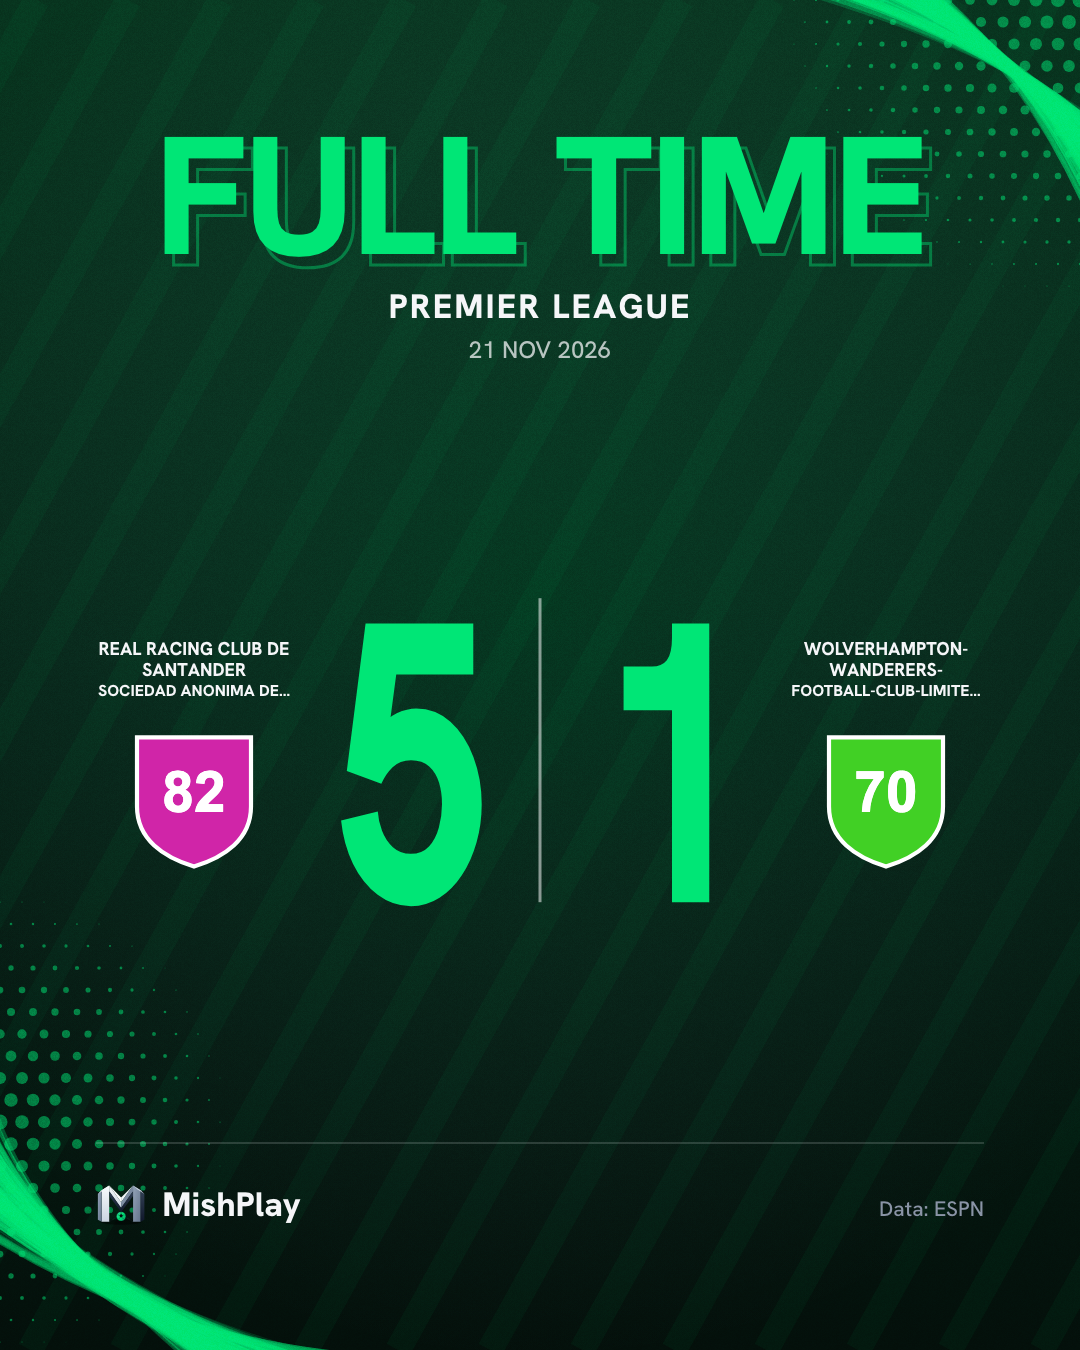 FULL TIME
PREMIER LEAGUE
21 NOV 2026
REAL RACING CLUB DE
SANTANDER
SOCIEDAD ANONIMA DE...
82
5
1
WOLVERHAMPTON-
WANDERERS-
FOOTBALL-CLUB-LIMITE...
70
MishPlay
Data: ESPN